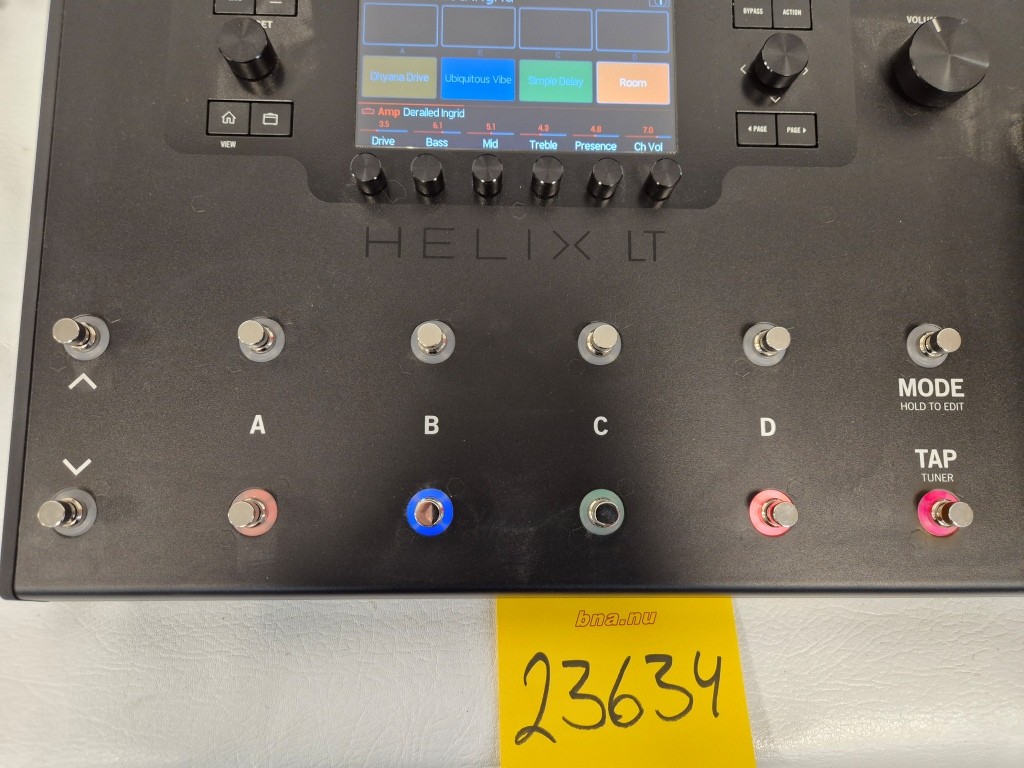 BYPASS ACTION
VOLU
A B C D
Dhyana Drive Ubiquitous Vibe Simple Delay Room
Amp Derailed Ingrid
3.5 6.1 5.1 4.3 4.8 7.0
Drive Bass Mid Treble Presence Ch Vol
PAGE PAGE
VIEW
HELIX LT
MODE
HOLD TO EDIT
A B C D
TAP
TUNER
bna.nu
23634